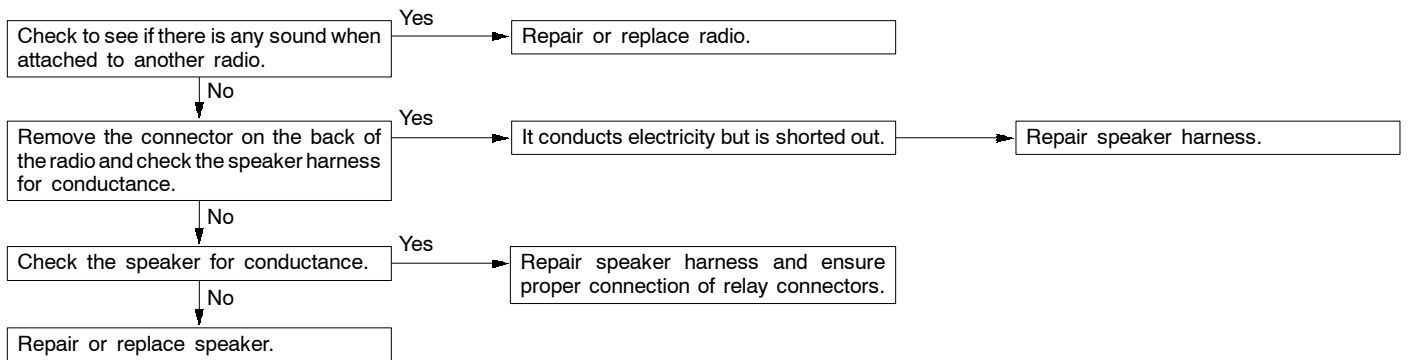 Check to see if there is any sound when
attached to another radio.
Yes
Repair or replace radio.
No
Remove the connector on the back of
the radio and check the speaker harness
for conductance.
Yes
It conducts electricity but is shorted out.
Repair speaker harness.
No
Check the speaker for conductance.
Yes
Repair speaker harness and ensure
proper connection of relay connectors.
No
Repair or replace speaker.